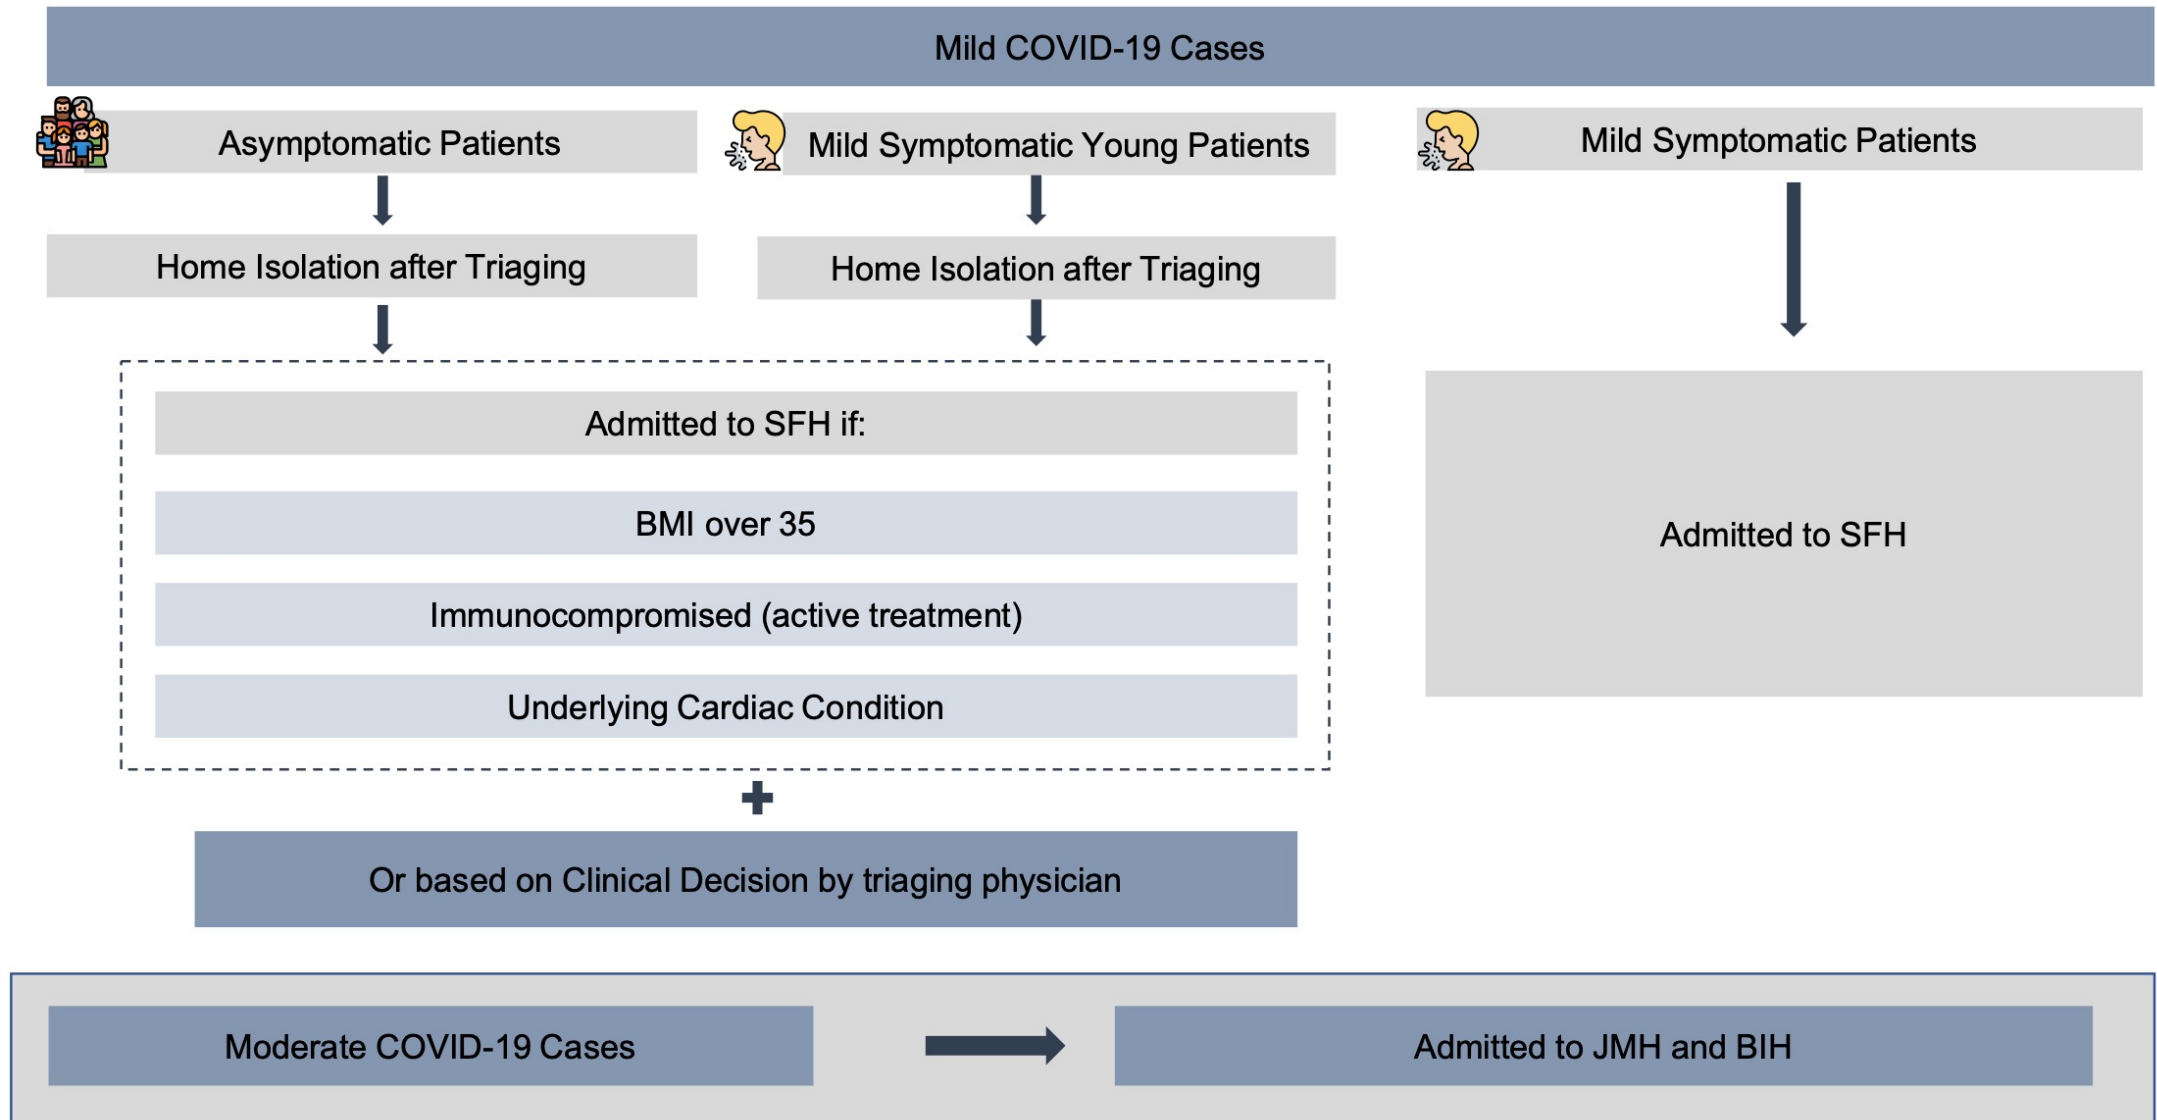 Mild COVID-19 Cases
Asymptomatic Patients
Mild Symptomatic Young Patients
Mild Symptomatic Patients
Home Isolation after Triaging
Home Isolation after Triaging
Admitted to SFH if:
BMI over 35
Immunocompromised (active treatment)
Underlying Cardiac Condition
Admitted to SFH
Or based on Clinical Decision by triaging physician
Moderate COVID-19 Cases
Admitted to JMH and BIH